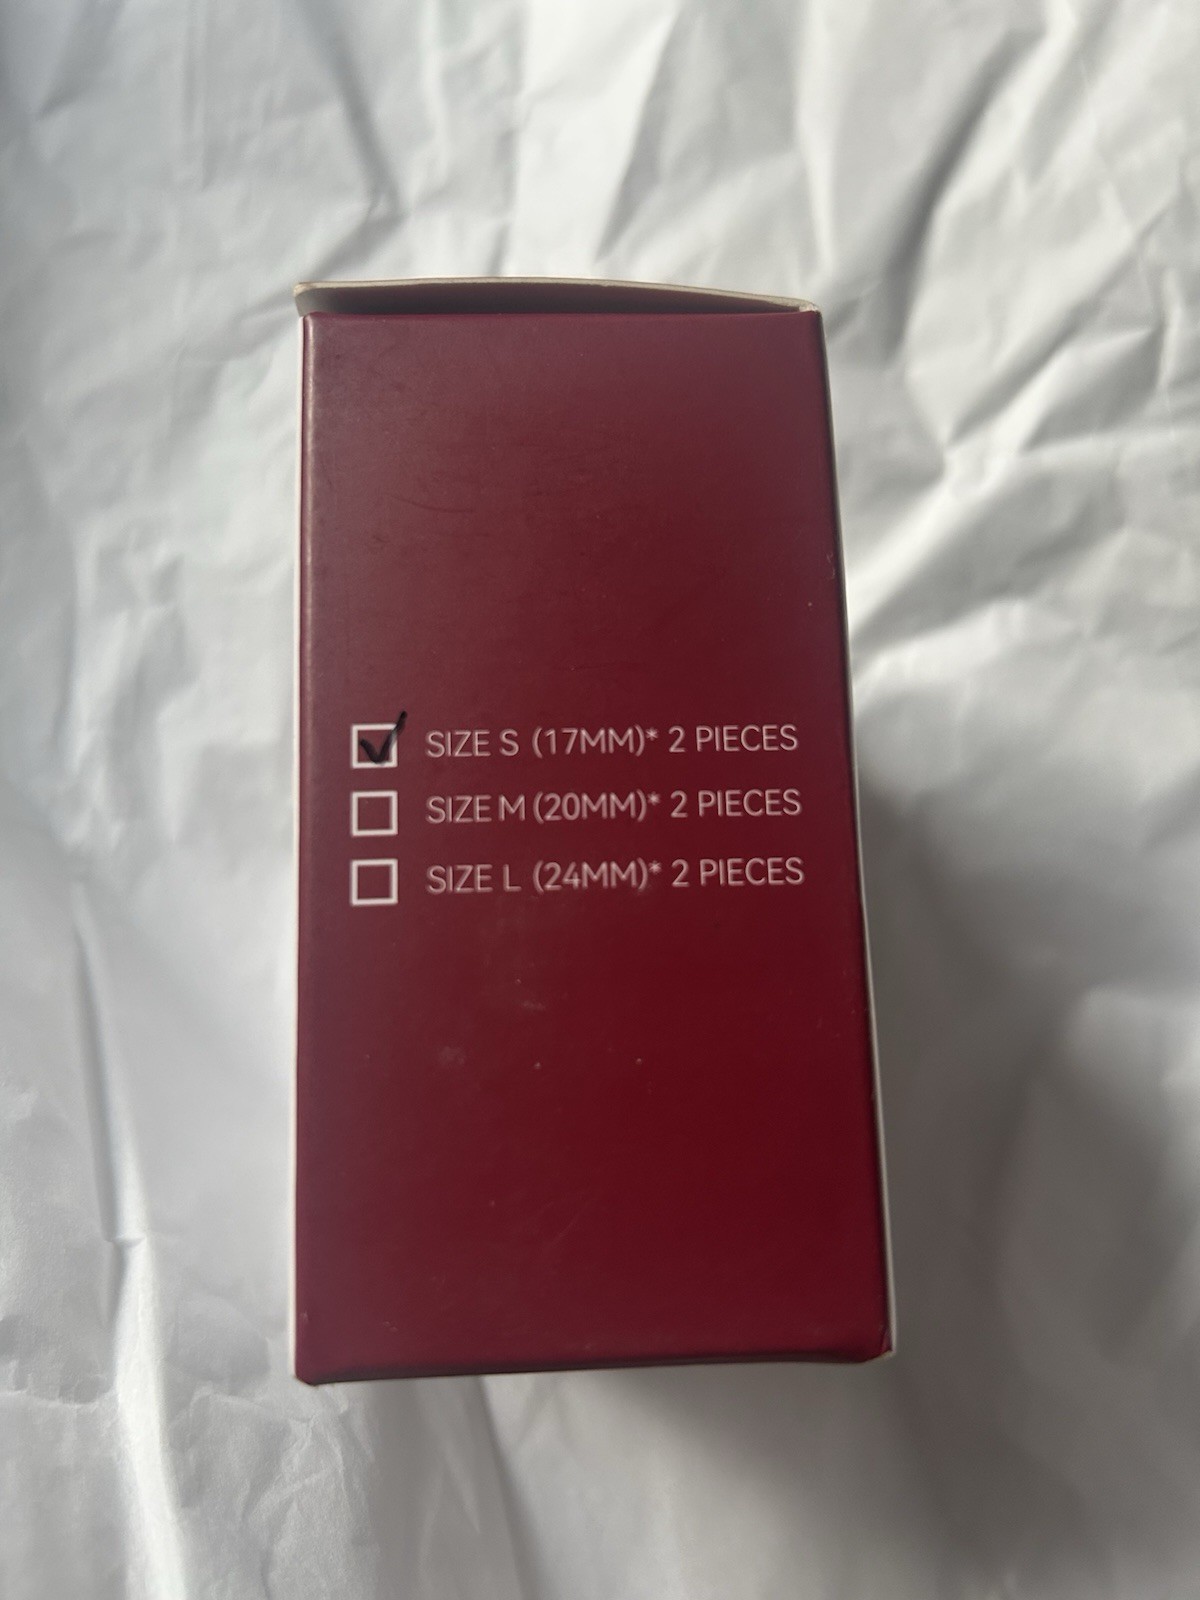 SIZE S (17MM)* 2 PIECES
SIZE M (20MM)* 2 PIECES
SIZE L (24MM)* 2 PIECES